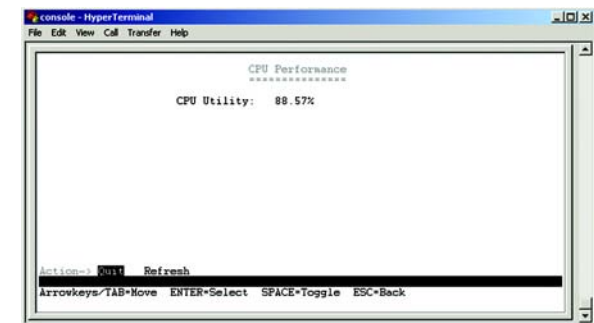 console - HyperTerminal
File Edit View Call Transfer Help
CPU Performance
===============
CPU Utility: 88.57%
Action-> Quit Refresh
Arrowkeys/TAB=Move ENTER=Select SPACE=Toggle ESC=Back